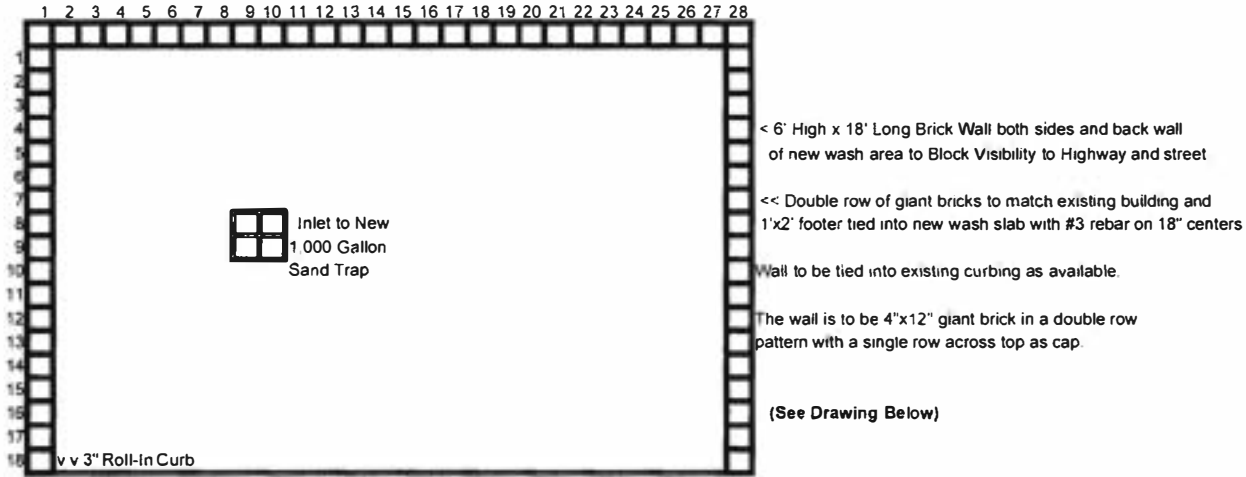 1 2 3 4 5 6 7 8 9 10 11 12 13 14 15 16 17 18 19 20 21 22 23 24 25 26 27 28
1
2
3
4
5
6
7
8
9
10
11
12
13
14
15
16
17
18
Inlet to New
1,000 Gallon
Sand Trap
v v 3" Roll-in Curb
< 6' High x 18' Long Brick Wall both sides and back wall
of new wash area to Block Visibility to Highway and street
<< Double row of giant bricks to match existing building and
1'x2' footer tied into new wash slab with #3 rebar on 18" centers
Wall to be tied into existing curbing as available.
The wall is to be 4"x12" giant brick in a double row
pattern with a single row across top as cap.
(See Drawing Below)